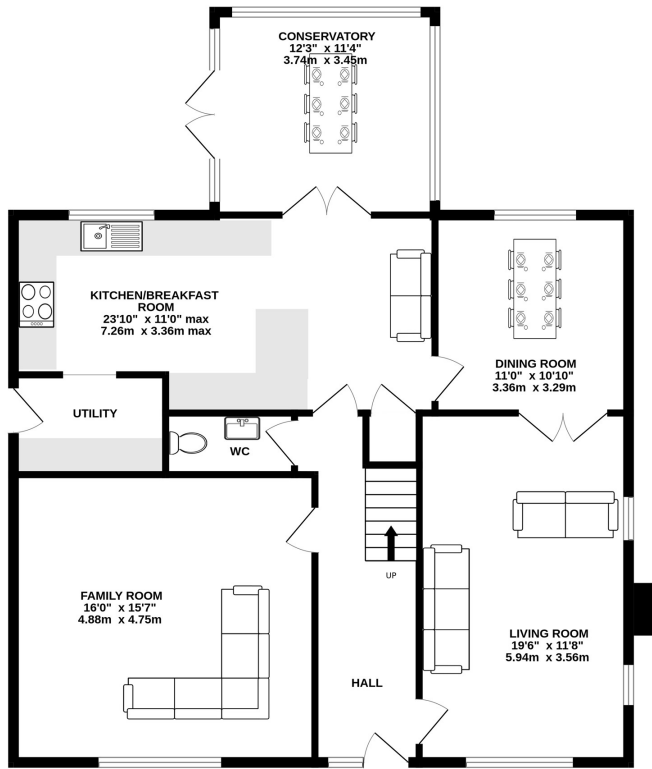 CONSERVATORY
12'3" x 11'4"
3.74m x 3.45m
KITCHEN/BREAKFAST
ROOM
23'10" x 11'0" max
7.26m x 3.36m max
DINING ROOM
11'0" x 10'10"
3.36m x 3.29m
UTILITY
WC
UP
FAMILY ROOM
16'0" x 15'7"
4.88m x 4.75m
LIVING ROOM
19'6" x 11'8"
5.94m x 3.56m
HALL